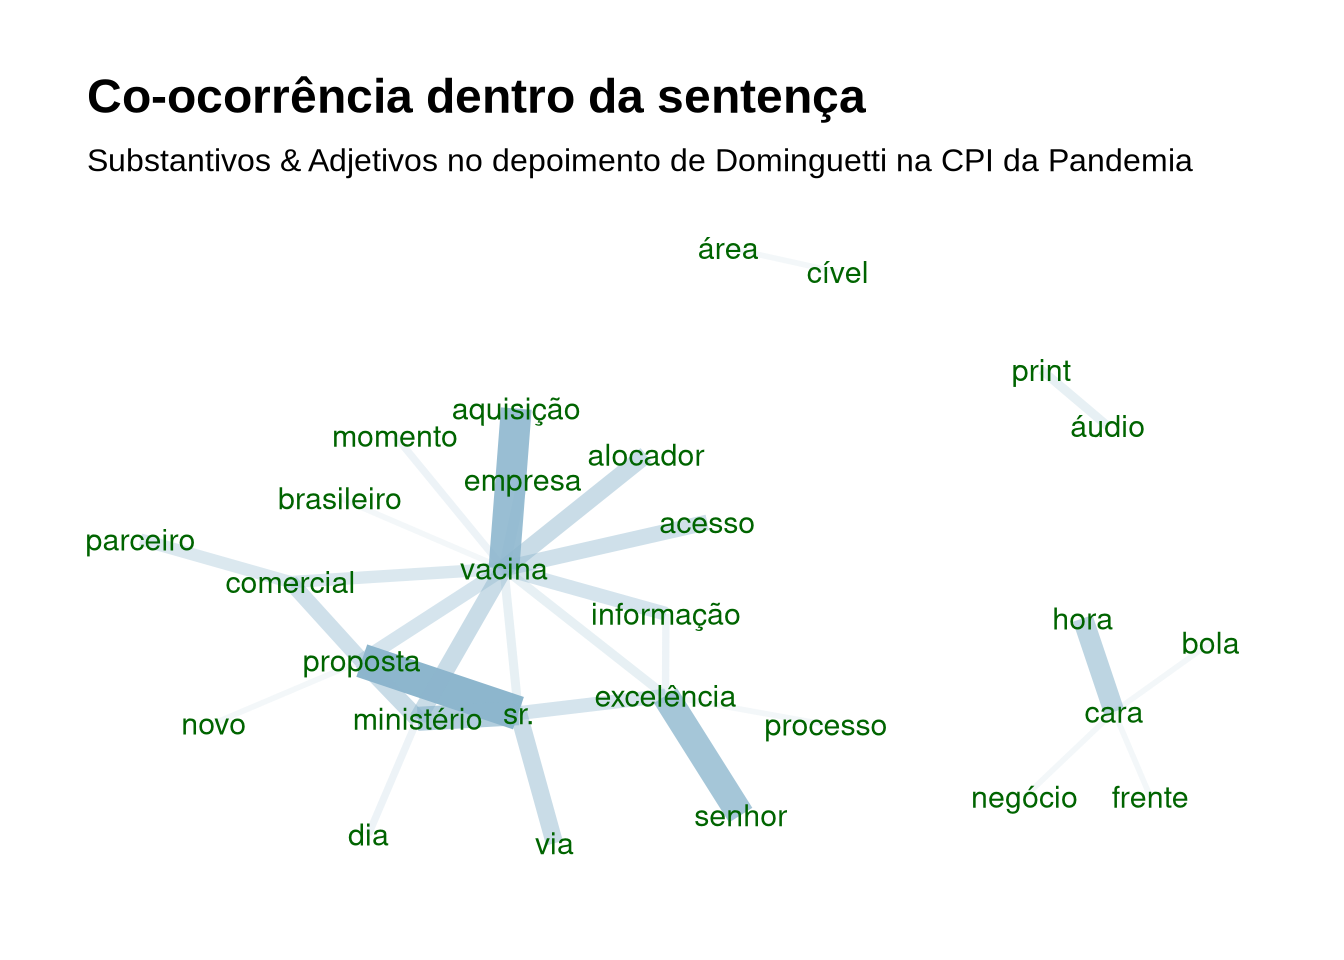 Co-ocorrência dentro da sentença
Substantivos & Adjetivos no depoimento de Dominguetti na CPI da Pandemia
área
cível
print
aquisição
áudio
momento
alocador
empresa
brasileiro
acesso
parceiro
vacina
comercial
informação
hora
bola
proposta
excelência
cara
sr.
ministério
novo
processo
negócio
frente
senhor
dia
via